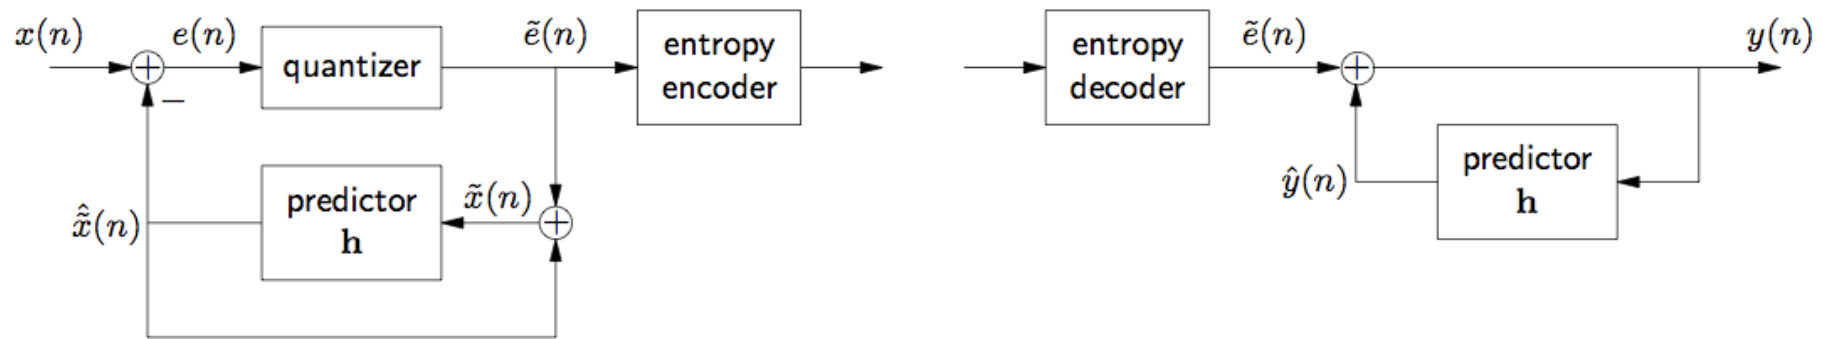 x(n)
e(n)
quantizer
ẽ(n)
entropy
encoder
entropy
decoder
ẽ(n)
y(n)
−
predictor
h
x̃(n)
x̃̂(n)
predictor
h
ŷ(n)